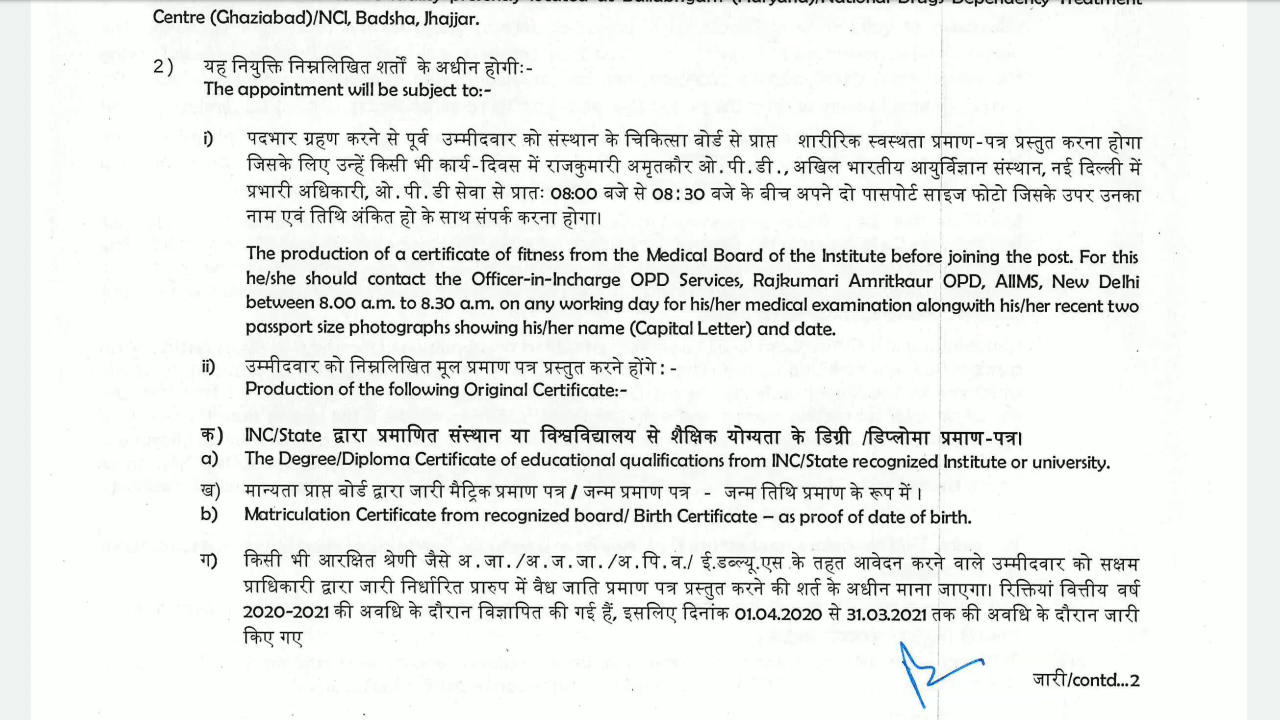 facility presently located at Ballabhgarh (Haryana)/National Drugs Dependency Treatment
Centre (Ghaziabad)/NCI, Badsha, Jhajjar.
2) यह नियुक्ति निम्नलिखित शर्तों के अधीन होगी:-
The appointment will be subject to:-
i) पदभार ग्रहण करने से पूर्व उम्मीदवार को संस्थान के चिकित्सा बोर्ड से प्राप्त शारीरिक स्वस्थता प्रमाण-पत्र प्रस्तुत करना होगा
जिसके लिए उन्हें किसी भी कार्य-दिवस में राजकुमारी अमृतकौर ओ.पी.डी., अखिल भारतीय आयुर्विज्ञान संस्थान, नई दिल्ली में
प्रभारी अधिकारी, ओ.पी.डी सेवा से प्रातः 08:00 बजे से 08:30 बजे के बीच अपने दो पासपोर्ट साइज फोटो जिसके उपर उनका
नाम एवं तिथि अंकित हो के साथ संपर्क करना होगा।
The production of a certificate of fitness from the Medical Board of the Institute before joining the post. For this
he/she should contact the Officer-in-Incharge OPD Services, Rajkumari Amritkaur OPD, AIIMS, New Delhi
between 8.00 a.m. to 8.30 a.m. on any working day for his/her medical examination alongwith his/her recent two
passport size photographs showing his/her name (Capital Letter) and date.
ii) उम्मीदवार को निम्नलिखित मूल प्रमाण पत्र प्रस्तुत करने होंगे:-
Production of the following Original Certificate:-
क) INC/State द्वारा प्रमाणित संस्थान या विश्वविद्यालय से शैक्षिक योग्यता के डिग्री /डिप्लोमा प्रमाण-पत्र।
a) The Degree/Diploma Certificate of educational qualifications from INC/State recognized Institute or university.
ख) मान्यता प्राप्त बोर्ड द्वारा जारी मैट्रिक प्रमाण पत्र / जन्म प्रमाण पत्र - जन्म तिथि प्रमाण के रूप में।
b) Matriculation Certificate from recognized board/ Birth Certificate – as proof of date of birth.
ग) किसी भी आरक्षित श्रेणी जैसे अ.जा./अ.ज.जा./अ.पि.व./ ई.डब्ल्यू.एस के तहत आवेदन करने वाले उम्मीदवार को सक्षम
प्राधिकारी द्वारा जारी निर्धारित प्रारुप में वैध जाति प्रमाण पत्र प्रस्तुत करने की शर्त के अधीन माना जाएगा। रिक्तियां वित्तीय वर्ष
2020-2021 की अवधि के दौरान विज्ञापित की गई हैं, इसलिए दिनांक 01.04.2020 से 31.03.2021 तक की अवधि के दौरान जारी
किए गए
जारी/contd...2